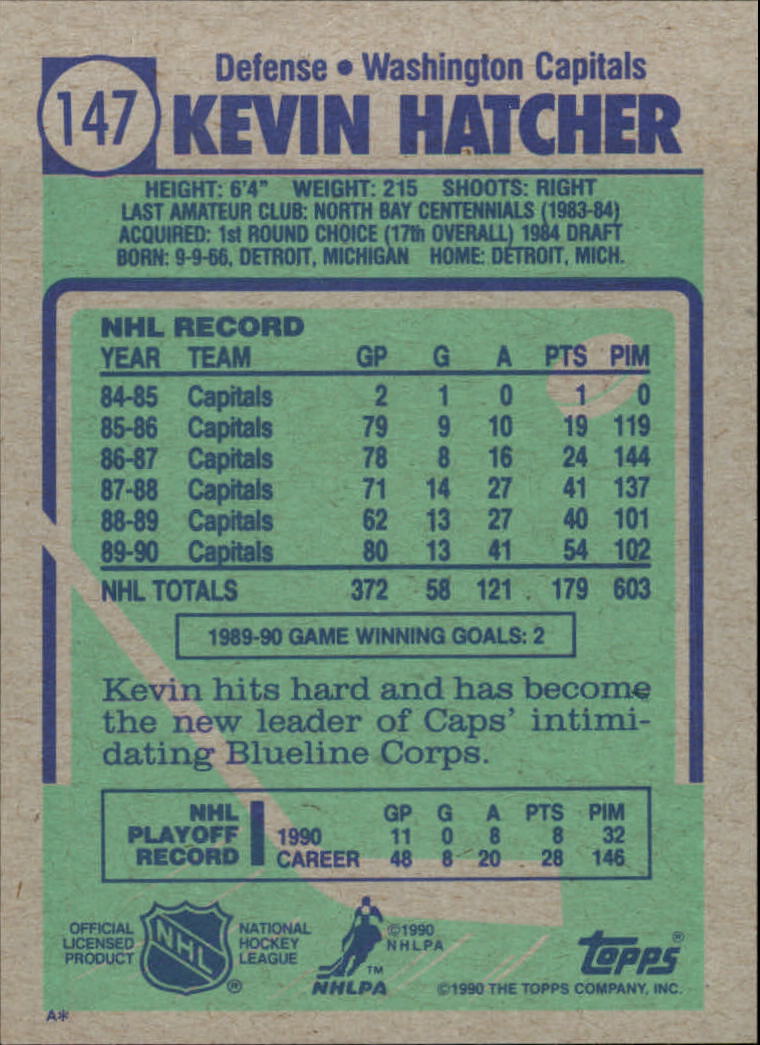 147
Defense • Washington Capitals
KEVIN HATCHER
HEIGHT: 6'4" WEIGHT: 215 SHOOTS: RIGHT
LAST AMATEUR CLUB: NORTH BAY CENTENNIALS (1983-84)
ACQUIRED: 1st ROUND CHOICE (17th OVERALL) 1984 DRAFT
BORN: 9-9-66, DETROIT, MICHIGAN HOME: DETROIT, MICH.
NHL RECORD
YEAR TEAM GP G A PTS PIM
84-85 Capitals 2 1 0 1 0
85-86 Capitals 79 9 10 19 119
86-87 Capitals 78 8 16 24 144
87-88 Capitals 71 14 27 41 137
88-89 Capitals 62 13 27 40 101
89-90 Capitals 80 13 41 54 102
NHL TOTALS 372 58 121 179 603
1989-90 GAME WINNING GOALS: 2
Kevin hits hard and has become
the new leader of Caps' intimi-
dating Blueline Corps.
NHL GP G A PTS PIM
PLAYOFF 1990 11 0 8 8 32
RECORD CAREER 48 8 20 28 146
OFFICIAL
LICENSED
PRODUCT
NHL
®
NATIONAL
HOCKEY
LEAGUE
©1990
NHLPA
TM
NHLPA
TOPPS®
©1990 THE TOPPS COMPANY, INC.
A*